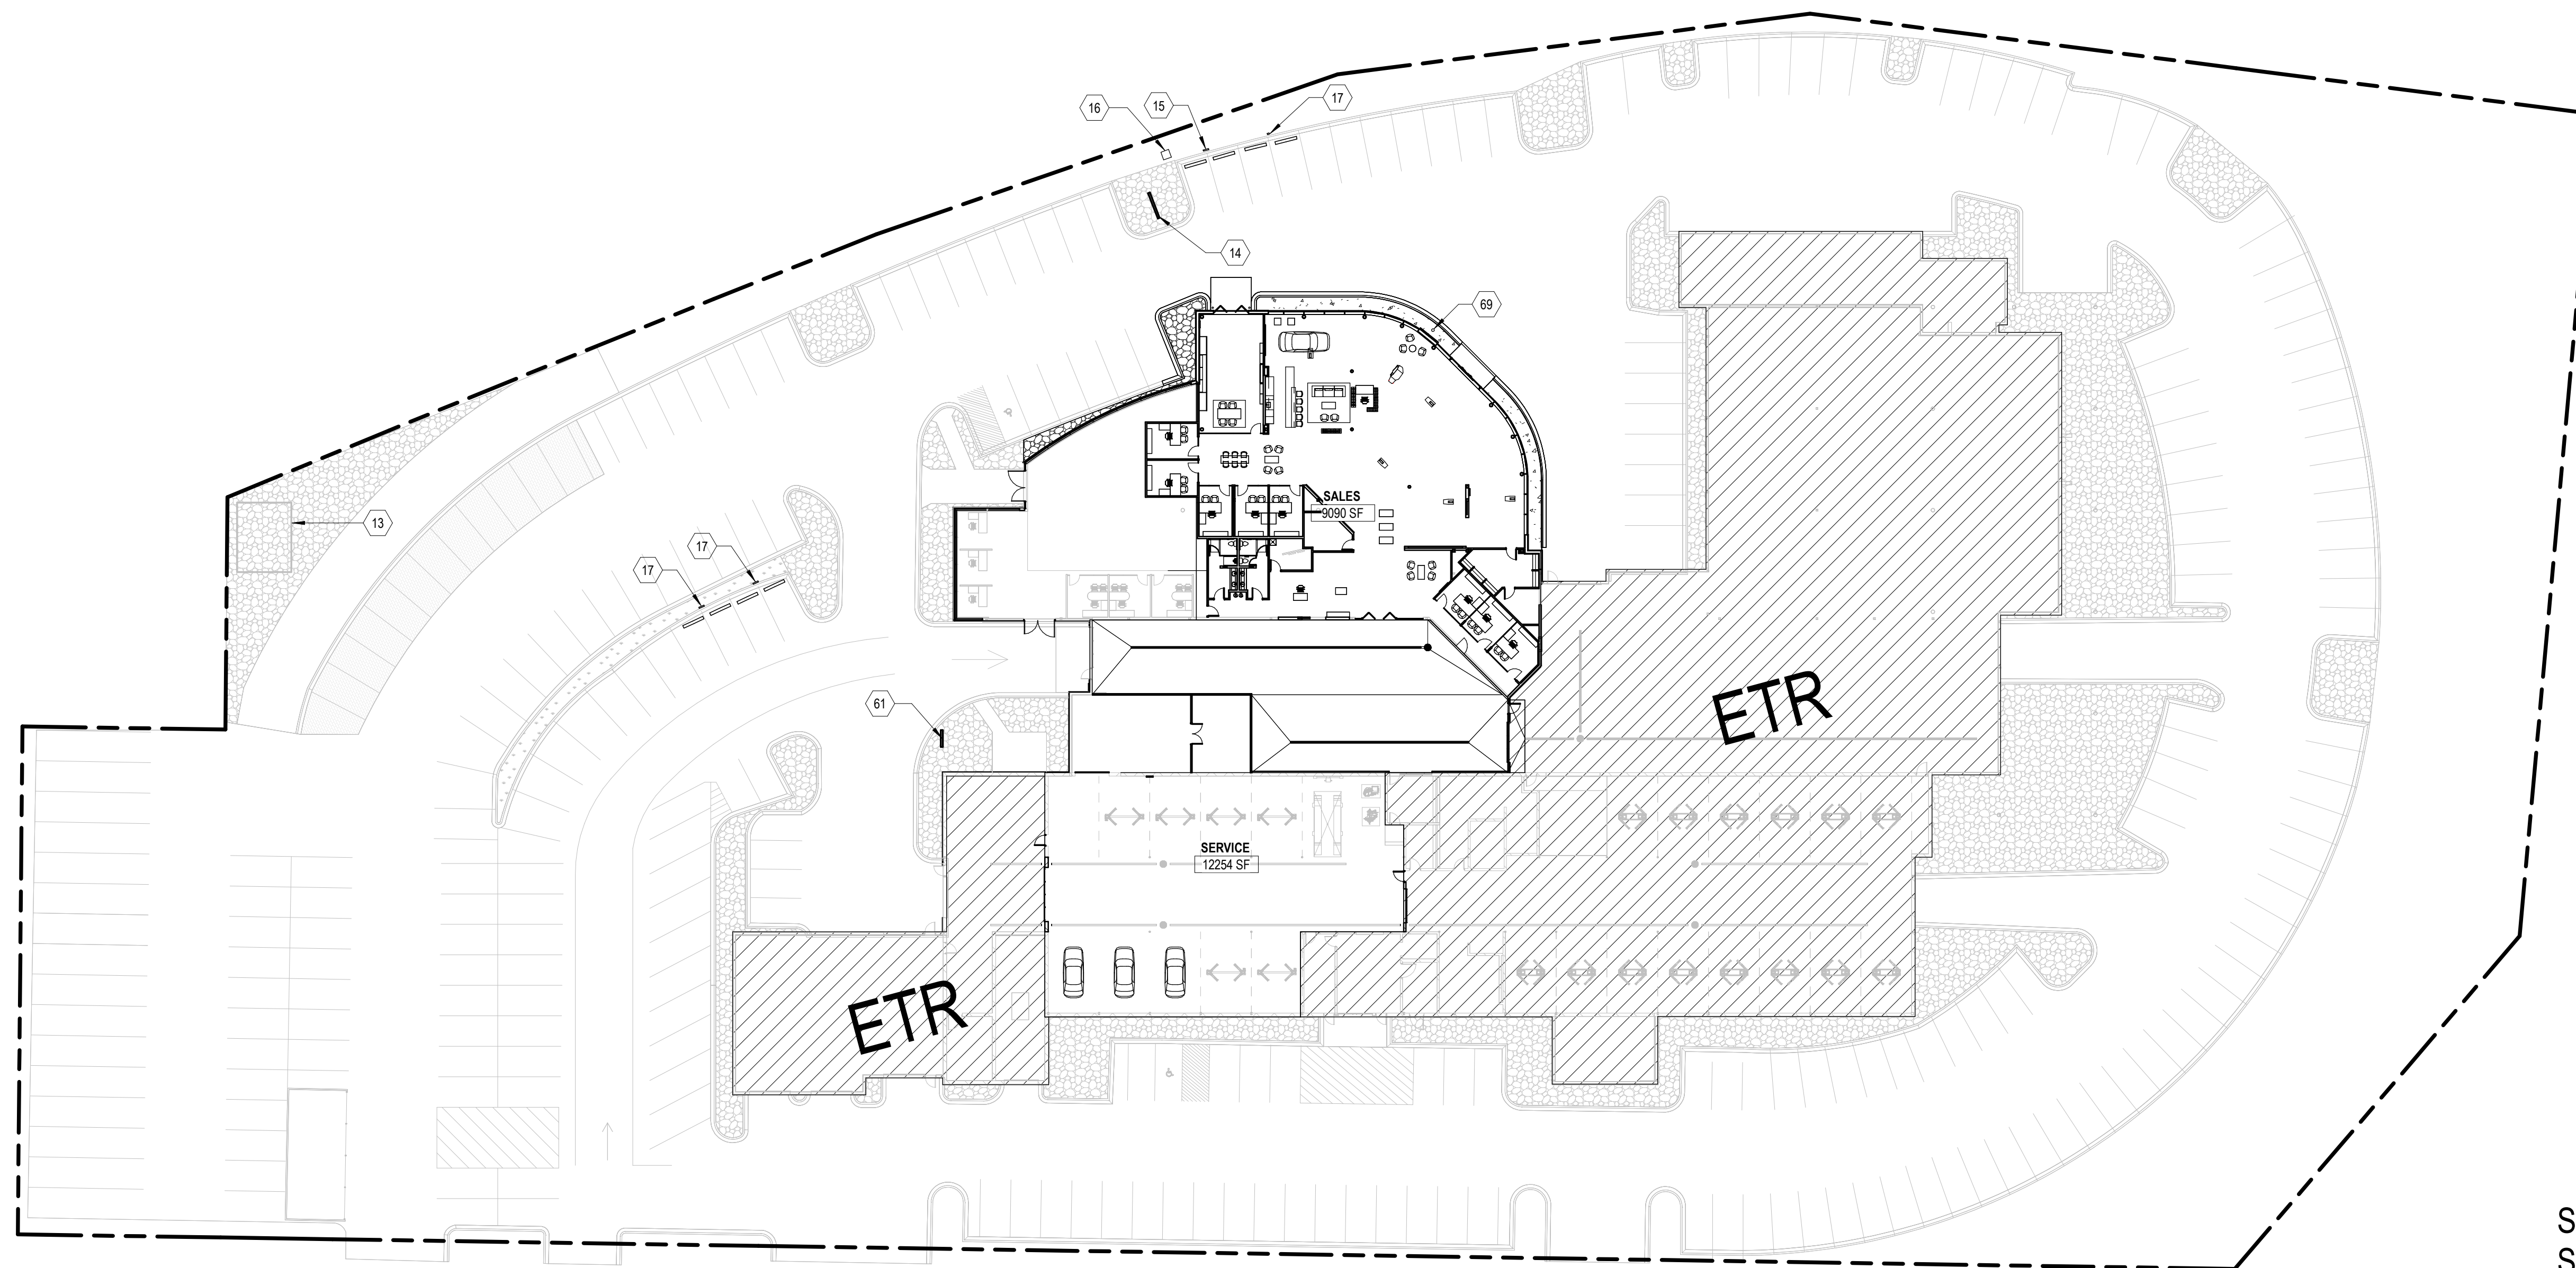 16
15
17
14
69
13
SALES
9090 SF
17
17
61
ETR
SERVICE
12254 SF
ETR
S
S